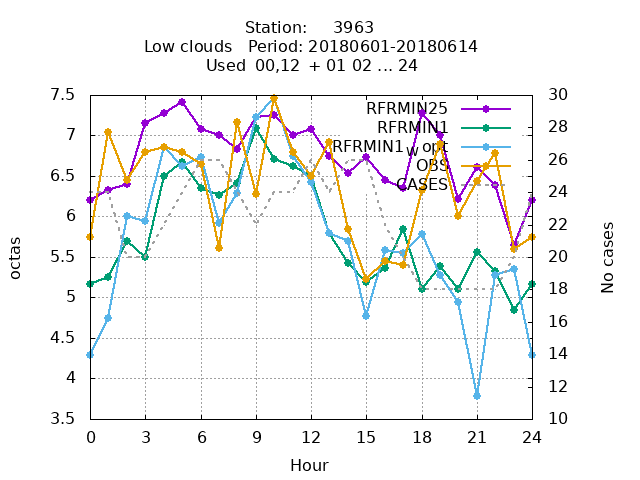 Station: 3963
Low clouds Period: 20180601-20180614
Used 00,12 + 01 02 ... 24
7.5
7
6.5
6
5.5
5
4.5
4
3.5
30
28
26
24
22
20
18
16
14
12
10
RFRMIN25
RFRMIN1
RFRMIN1w opt
OBS
CASES
octas
No cases
0 3 6 9 12 15 18 21 24
Hour